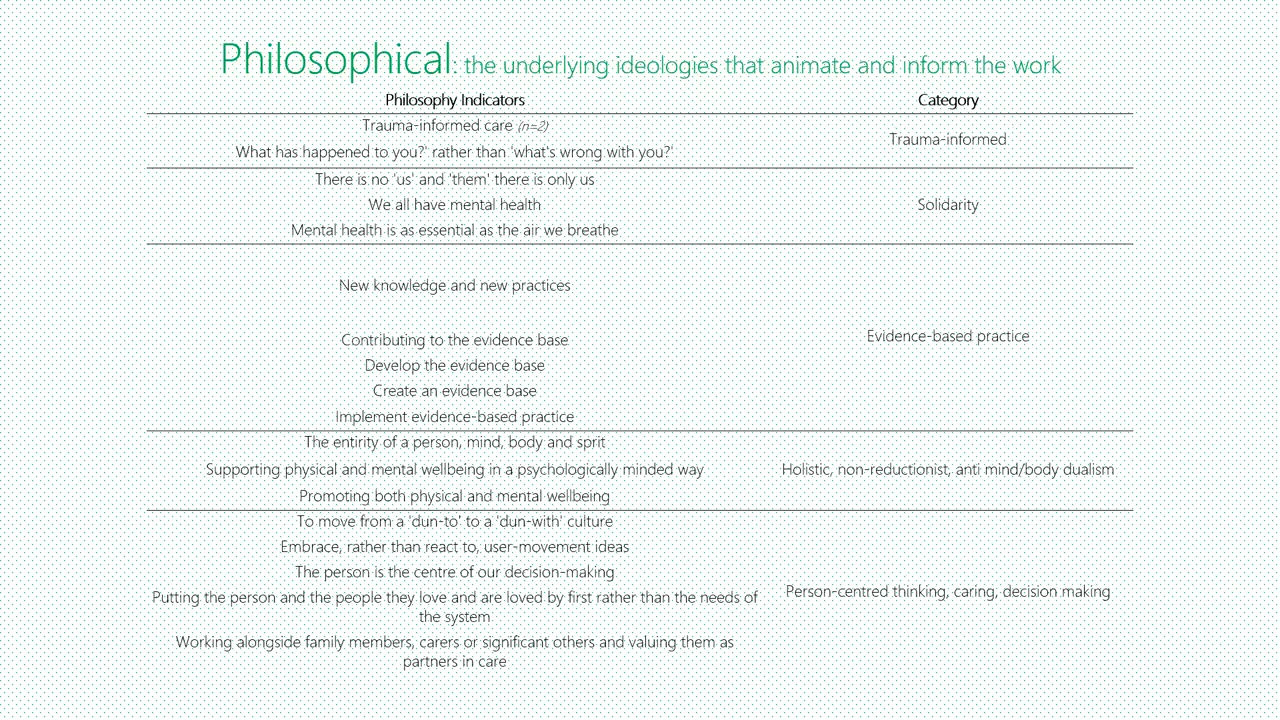 Philosophical: the underlying ideologies that animate and inform the work
Philosophy Indicators Category
Trauma-informed care (n=2)
What has happened to you?' rather than 'what's wrong with you?'
Trauma-informed
There is no 'us' and 'them' there is only us
We all have mental health
Mental health is as essential as the air we breathe
Solidarity
New knowledge and new practices
Contributing to the evidence base
Develop the evidence base
Create an evidence base
Implement evidence-based practice
Evidence-based practice
The entirity of a person, mind, body and sprit
Supporting physical and mental wellbeing in a psychologically minded way
Promoting both physical and mental wellbeing
Holistic, non-reductionist, anti mind/body dualism
To move from a 'dun-to' to a 'dun-with' culture
Embrace, rather than react to, user-movement ideas
The person is the centre of our decision-making
Putting the person and the people they love and are loved by first rather than the needs of
the system
Working alongside family members, carers or significant others and valuing them as
partners in care
Person-centred thinking, caring, decision making